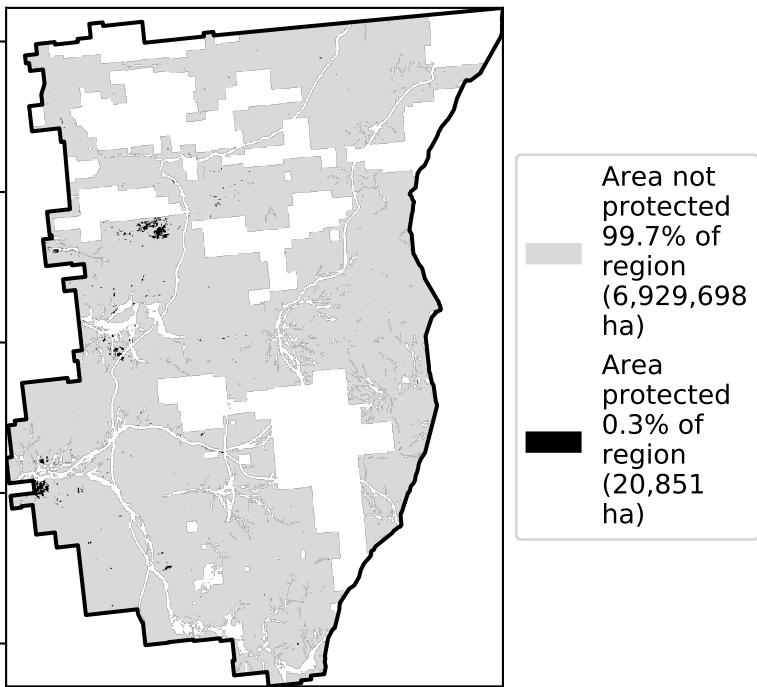 Area not
protected
99.7% of
region
(6,929,698
ha)
Area
protected
0.3% of
region
(20,851
ha)